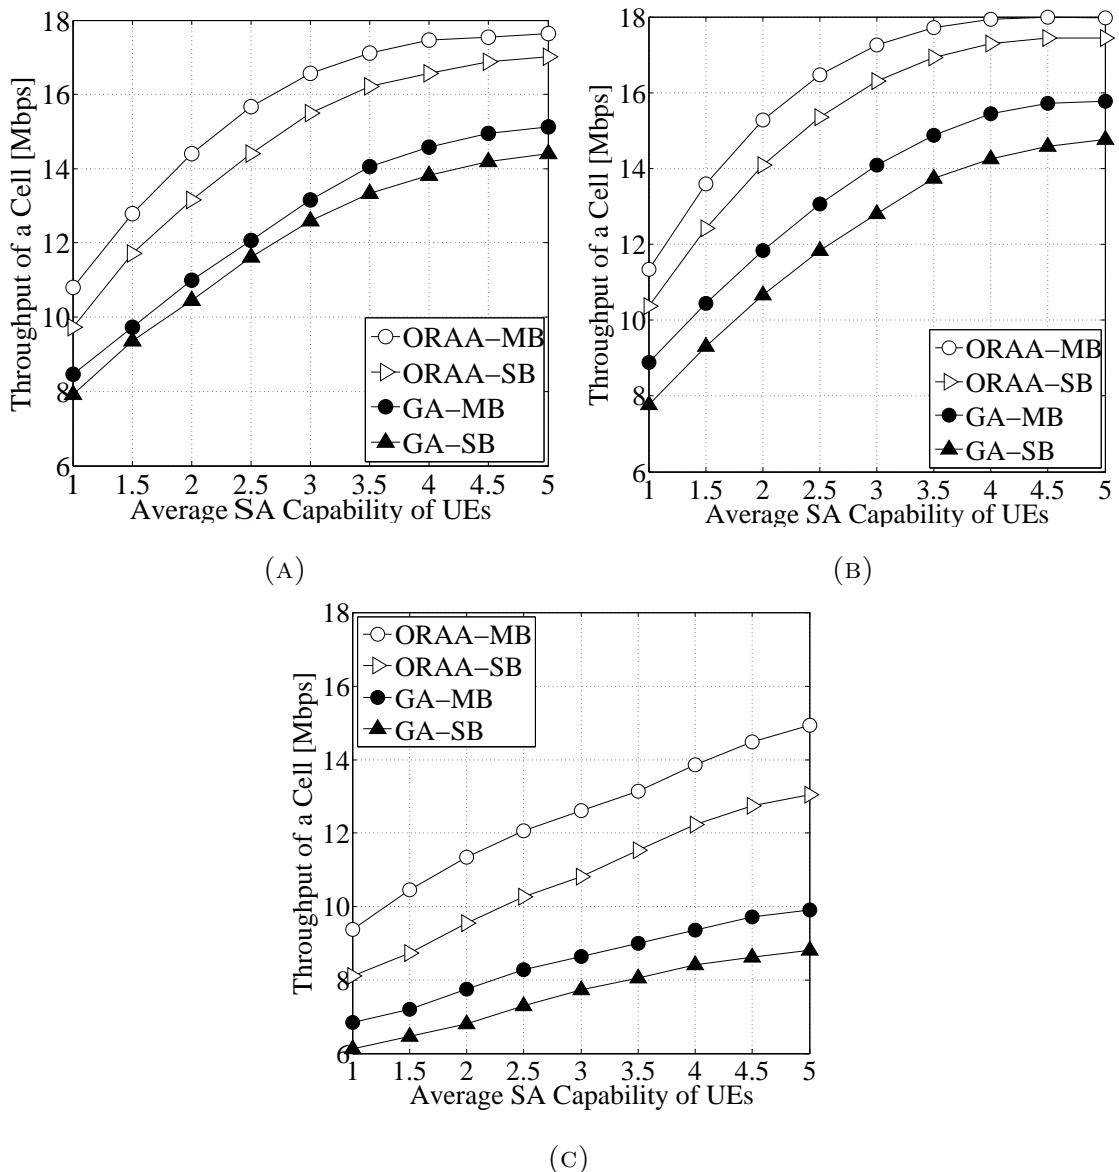 18
16
14
12
10
8
6
Throughput of a Cell [Mbps]
ORAA−MB
ORAA−SB
GA−MB
GA−SB
1 1.5 2 2.5 3 3.5 4 4.5 5
Average SA Capability of UEs
(A)
18
16
14
12
10
8
6
Throughput of a Cell [Mbps]
ORAA−MB
ORAA−SB
GA−MB
GA−SB
1 1.5 2 2.5 3 3.5 4 4.5 5
Average SA Capability of UEs
(B)
18
16
14
12
10
8
6
Throughput of a Cell [Mbps]
ORAA−MB
ORAA−SB
GA−MB
GA−SB
1 1.5 2 2.5 3 3.5 4 4.5 5
Average SA Capability of UEs
(C)